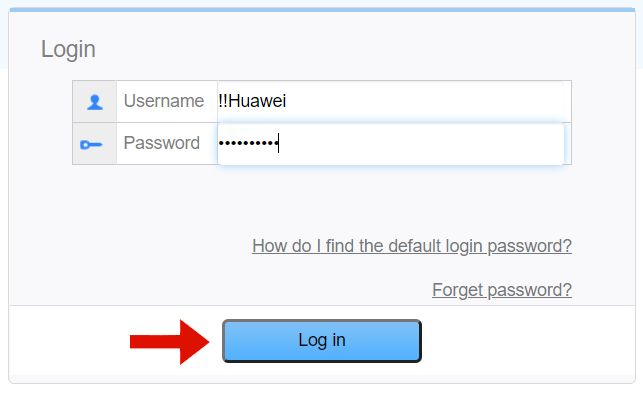 Login
Username !!Huawei
Password ••••••••••
How do I find the default login password?
Forget password?
Log in